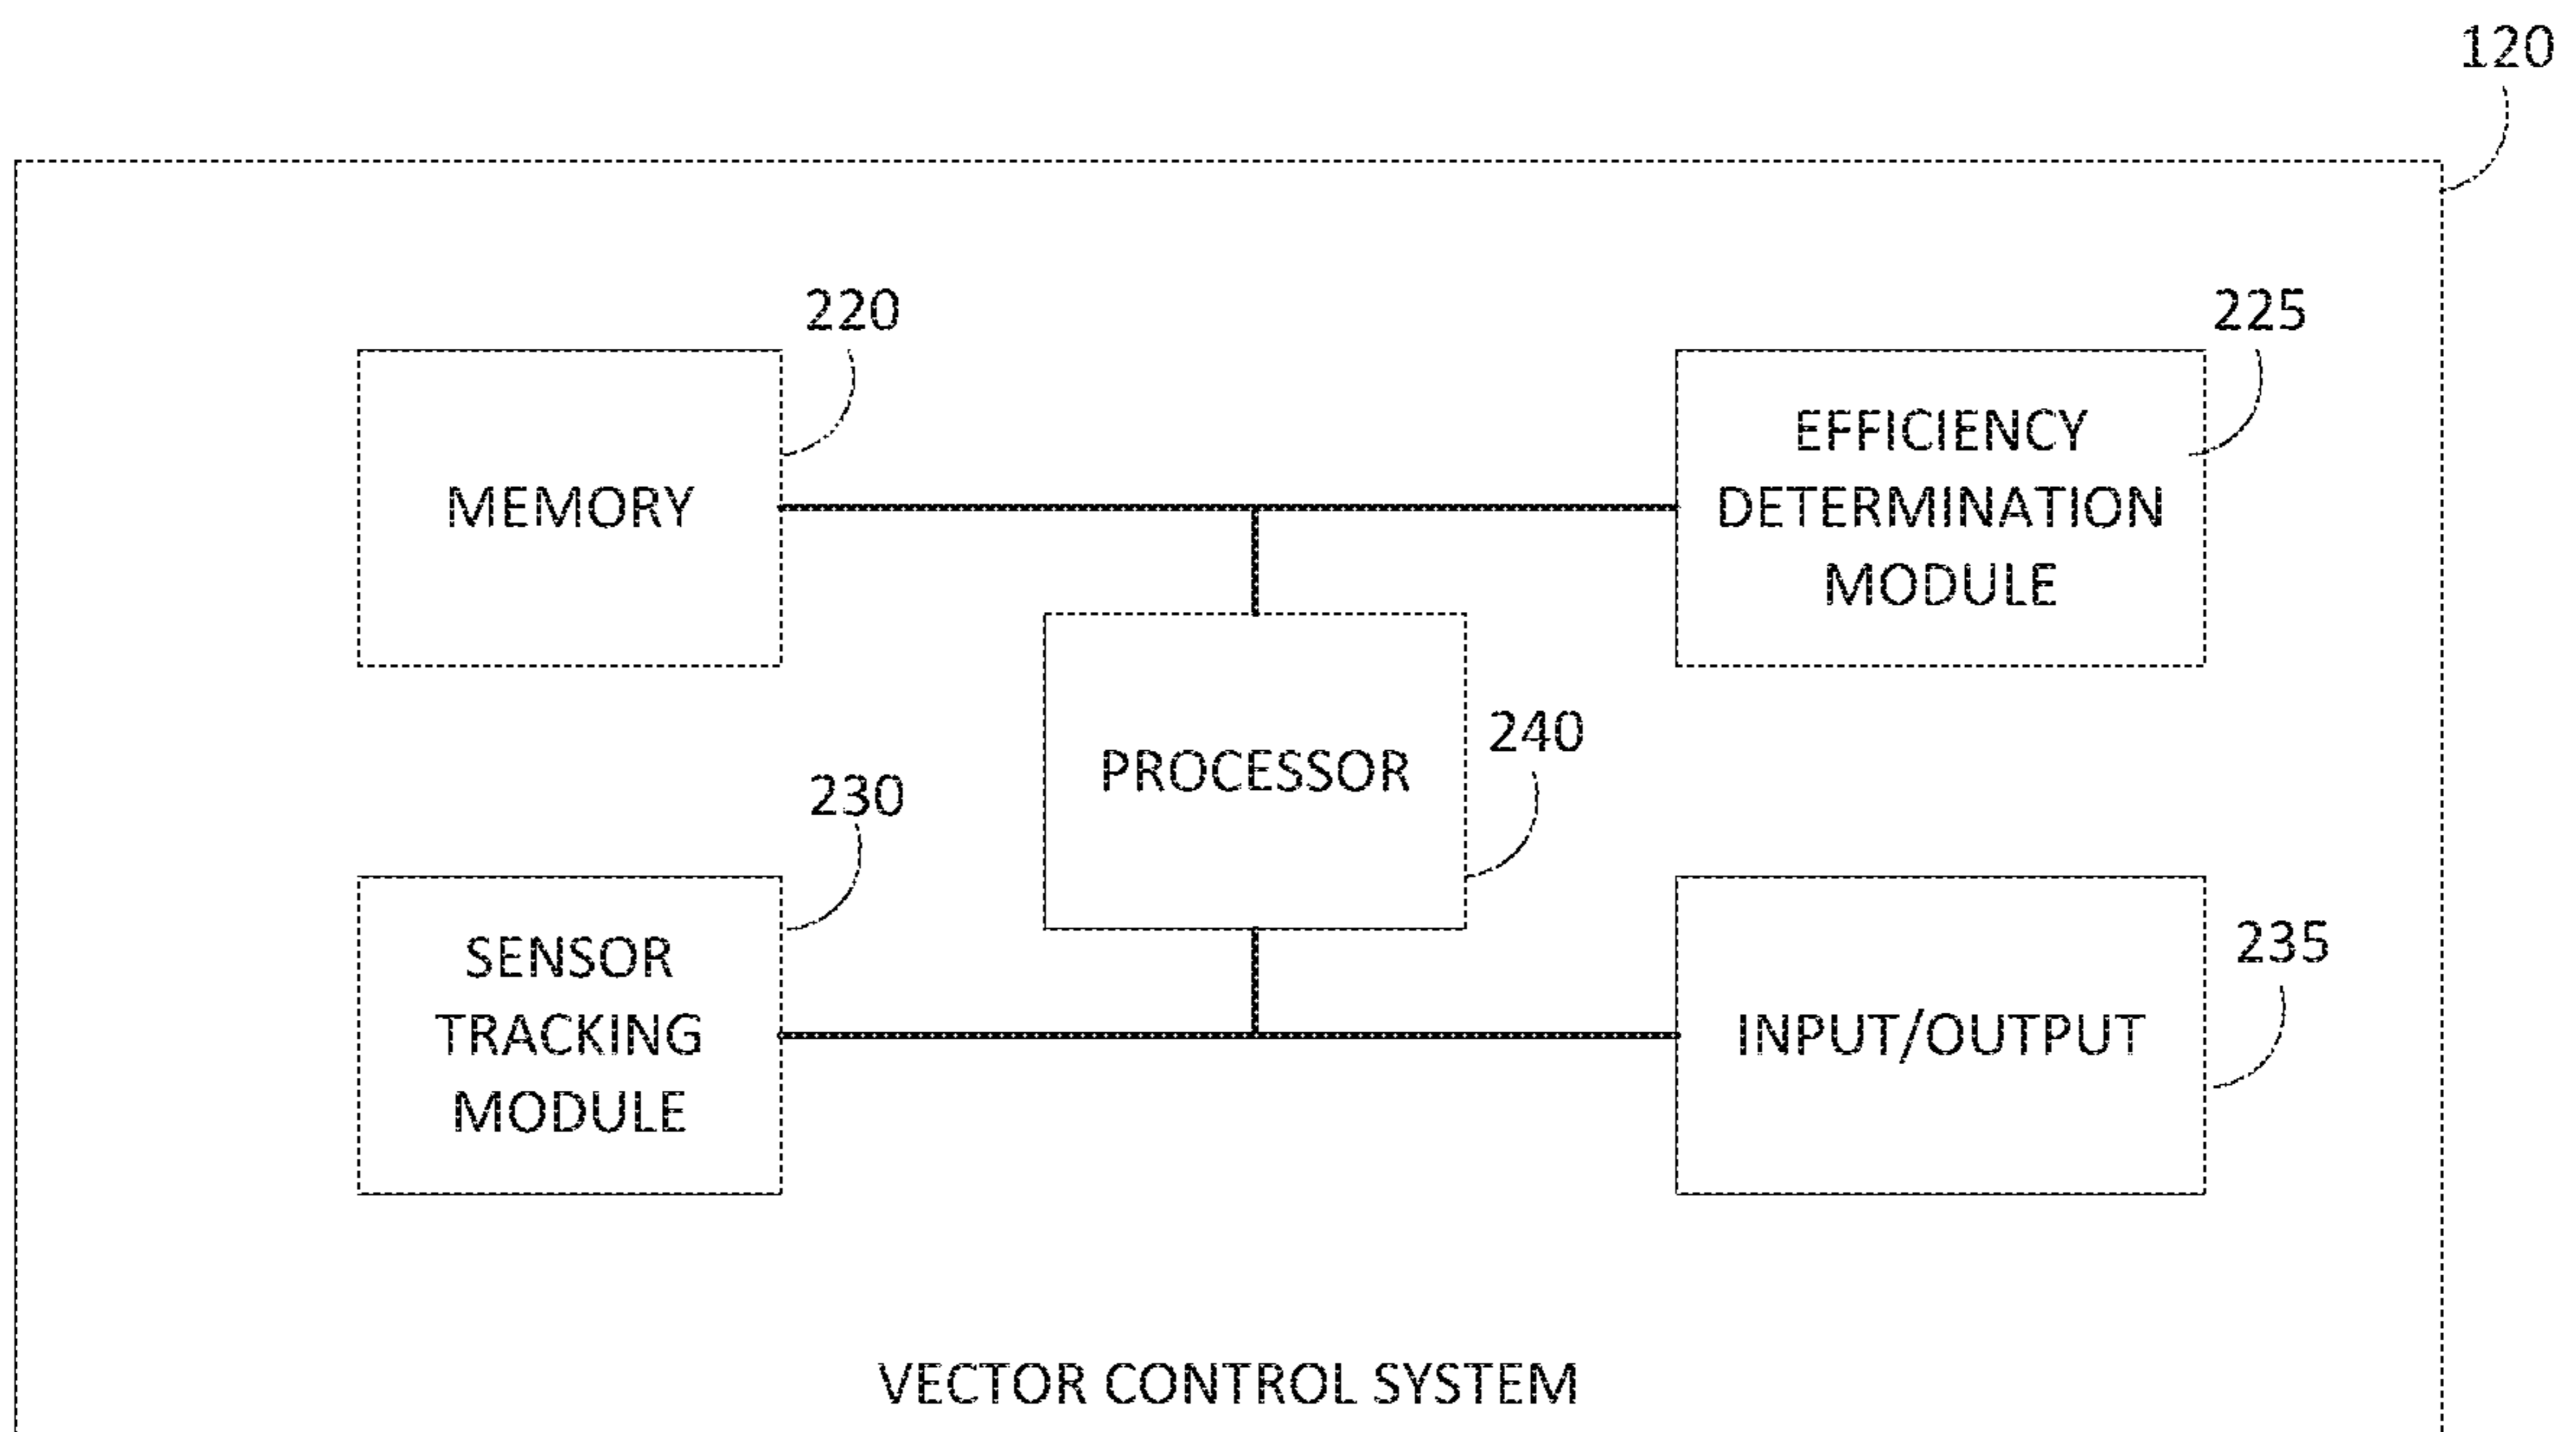 120
220
225
MEMORY
EFFICIENCY
DETERMINATION
MODULE
240
PROCESSOR
230
SENSOR
TRACKING
MODULE
235
INPUT/OUTPUT
VECTOR CONTROL SYSTEM